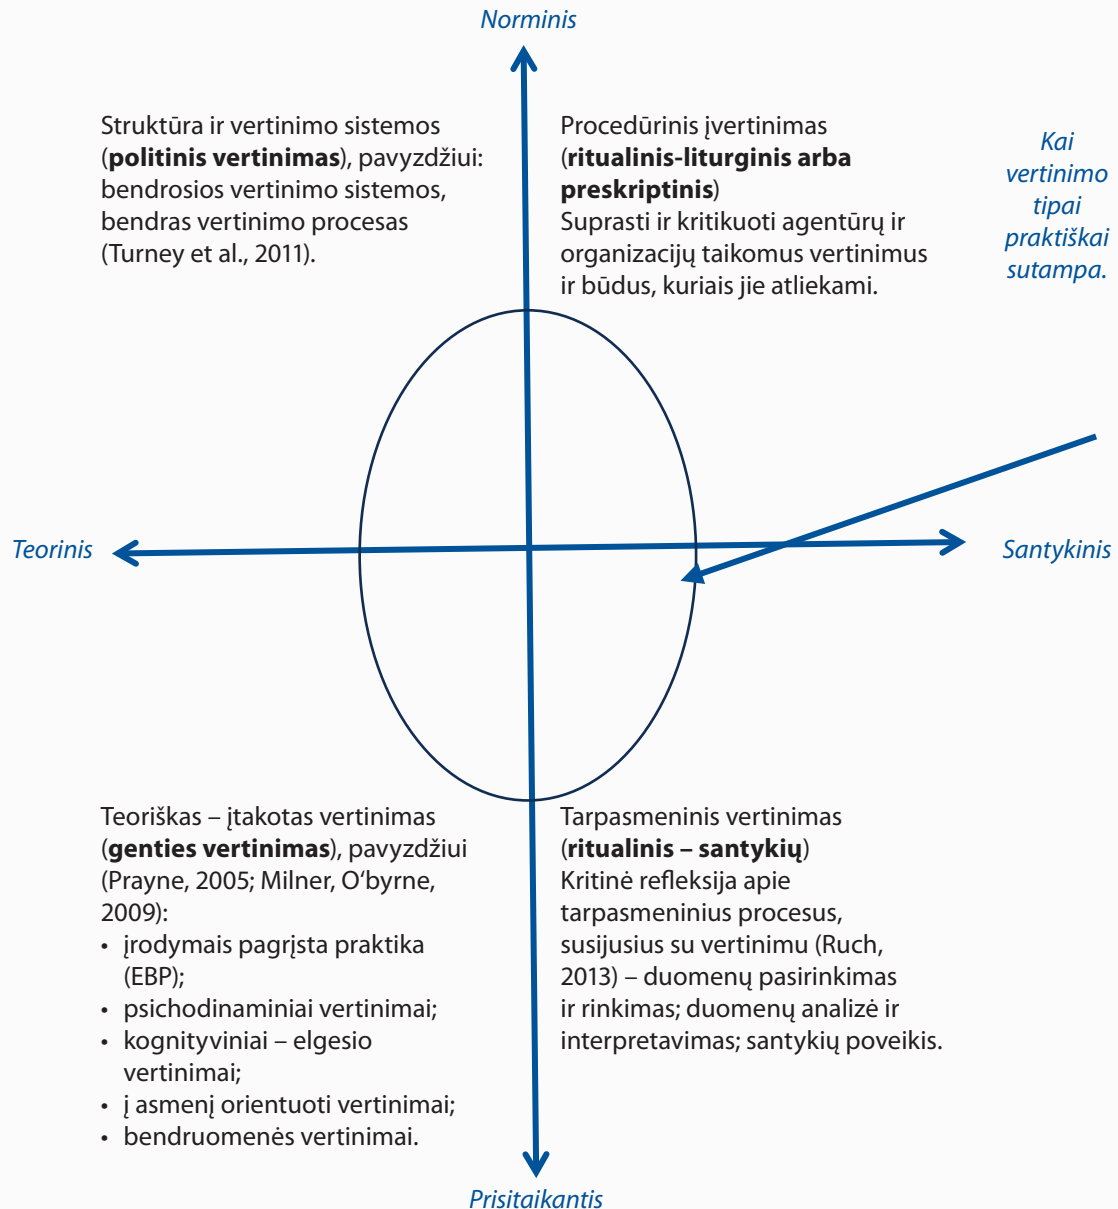 Norminis
Struktūra ir vertinimo sistemos
(politinis vertinimas), pavyzdžiui:
bendrosios vertinimo sistemos,
bendras vertinimo procesas
(Turney et al., 2011).
Procedūrinis įvertinimas
(ritualinis-liturginis arba
preskriptinis)
Suprasti ir kritikuoti agentūrų ir
organizacijų taikomus vertinimus
ir būdus, kuriais jie atliekami.
Kai
vertinimo
tipai
praktiškai
sutampa.
Teorinis
Santykinis
Teoriškas – įtakotas vertinimas
(genties vertinimas), pavyzdžiui
(Prayne, 2005; Milner, O‘byrne,
2009):
• įrodymais pagrįsta praktika
(EBP);
• psichodinaminiai vertinimai;
• kognityviniai – elgesio
vertinimai;
• į asmenį orientuoti vertinimai;
• bendruomenės vertinimai.
Tarpasmeninis vertinimas
(ritualinis – santykių)
Kritinė refleksija apie
tarpasmeninius procesus,
susijusius su vertinimu (Ruch,
2013) – duomenų pasirinkimas
ir rinkimas; duomenų analizė ir
interpretavimas; santykių poveikis.
Prisitaikantis